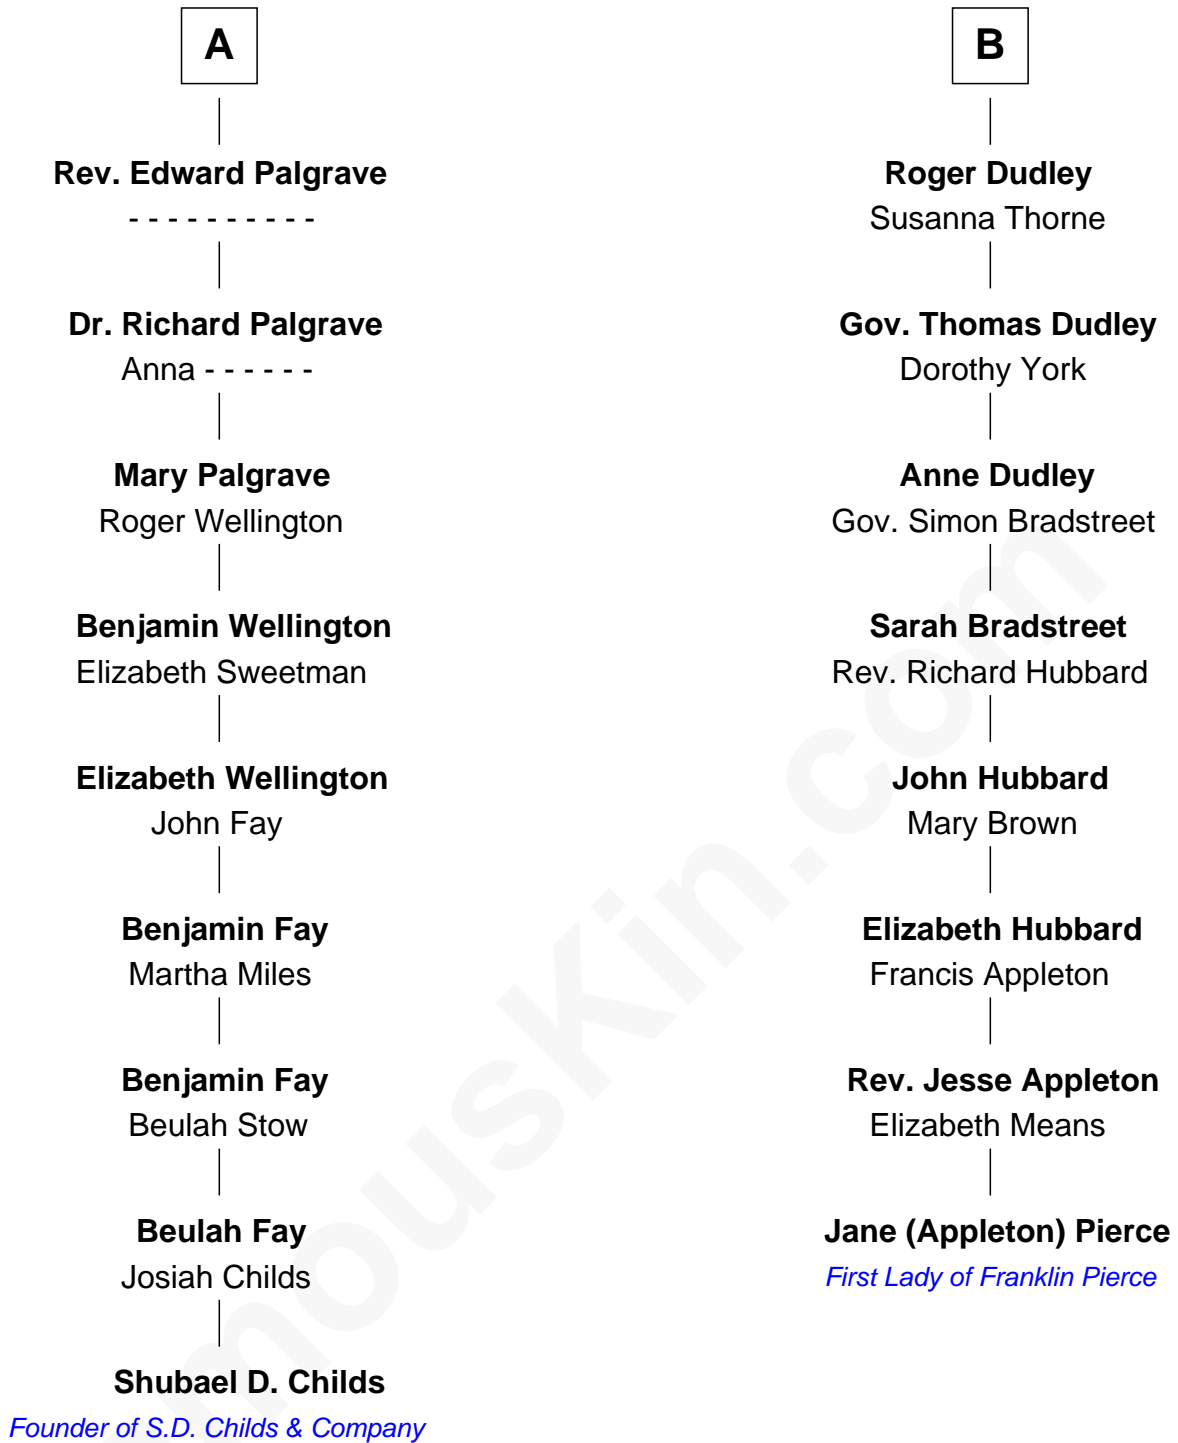 A
Rev. Edward Palgrave
- - - - - - - - - -
Dr. Richard Palgrave
Anna - - - - - -
Mary Palgrave
Roger Wellington
Benjamin Wellington
Elizabeth Sweetman
Elizabeth Wellington
John Fay
Benjamin Fay
Martha Miles
Benjamin Fay
Beulah Stow
Beulah Fay
Josiah Childs
Shubael D. Childs
Founder of S.D. Childs & Company
B
Roger Dudley
Susanna Thorne
Gov. Thomas Dudley
Dorothy York
Anne Dudley
Gov. Simon Bradstreet
Sarah Bradstreet
Rev. Richard Hubbard
John Hubbard
Mary Brown
Elizabeth Hubbard
Francis Appleton
Rev. Jesse Appleton
Elizabeth Means
Jane (Appleton) Pierce
First Lady of Franklin Pierce
mousKin.com